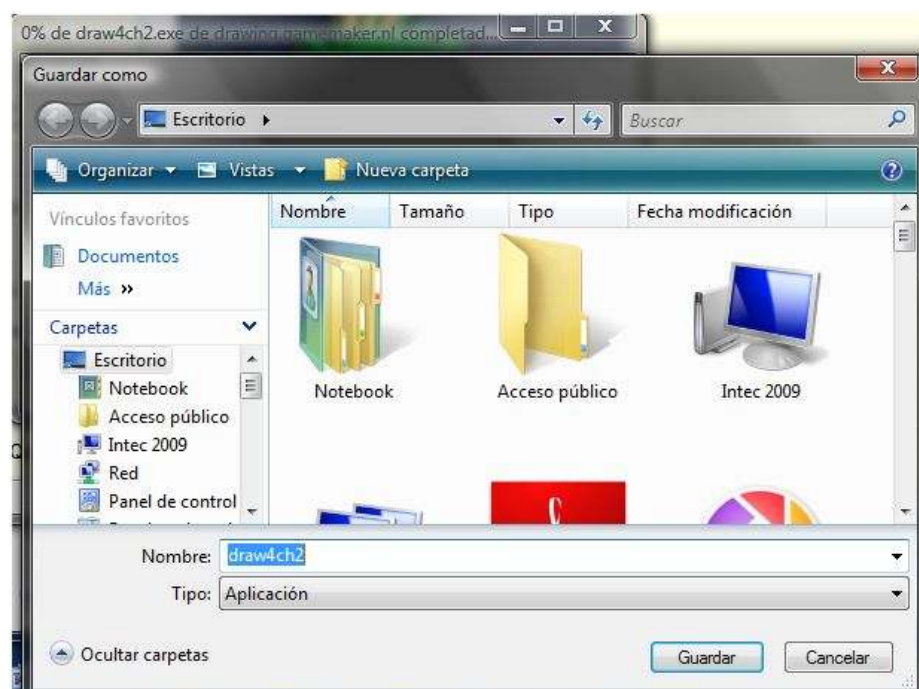 0% de draw4ch2.exe de drawing.gamemaker.nl completad...
Guardar como
Escritorio
Buscar
Organizar Vistas Nueva carpeta
Vínculos favoritos
Documentos
Más »
Carpetas
Escritorio
Notebook
Acceso público
Intec 2009
Red
Panel de control
Nombre Tamaño Tipo Fecha modificación
Notebook Acceso público Intec 2009
Nombre: draw4ch2
Tipo: Aplicación
Ocultar carpetas
Guardar Cancelar